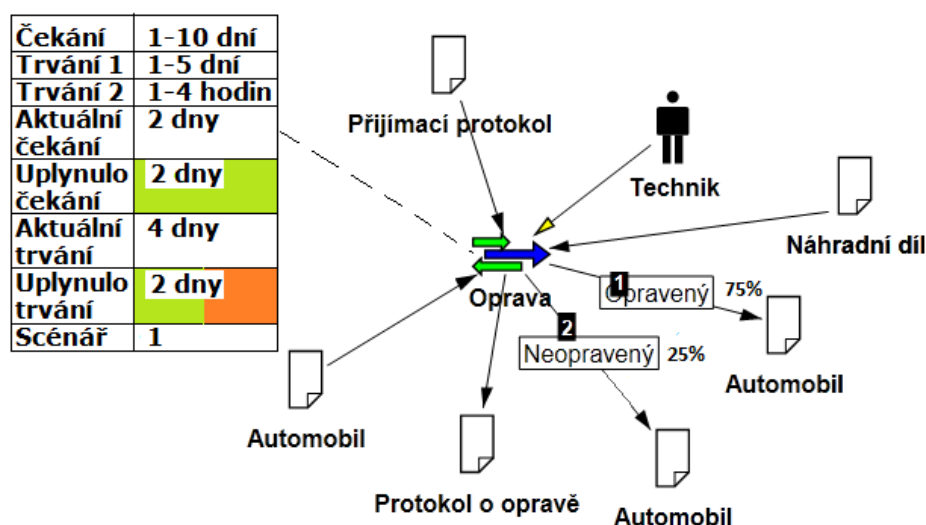 Čekání 1-10 dní
Trvání 1 1-5 dní
Trvání 2 1-4 hodin
Aktuální čekání 2 dny
Uplynulo čekání 2 dny
Aktuální trvání 4 dny
Uplynulo trvání 2 dny
Scénář 1
Přijímací protokol
Technik
Náhradní díl
Oprava
1
Opravený 75%
2
Neopravený 25%
Automobil
Automobil
Protokol o opravě
Automobil